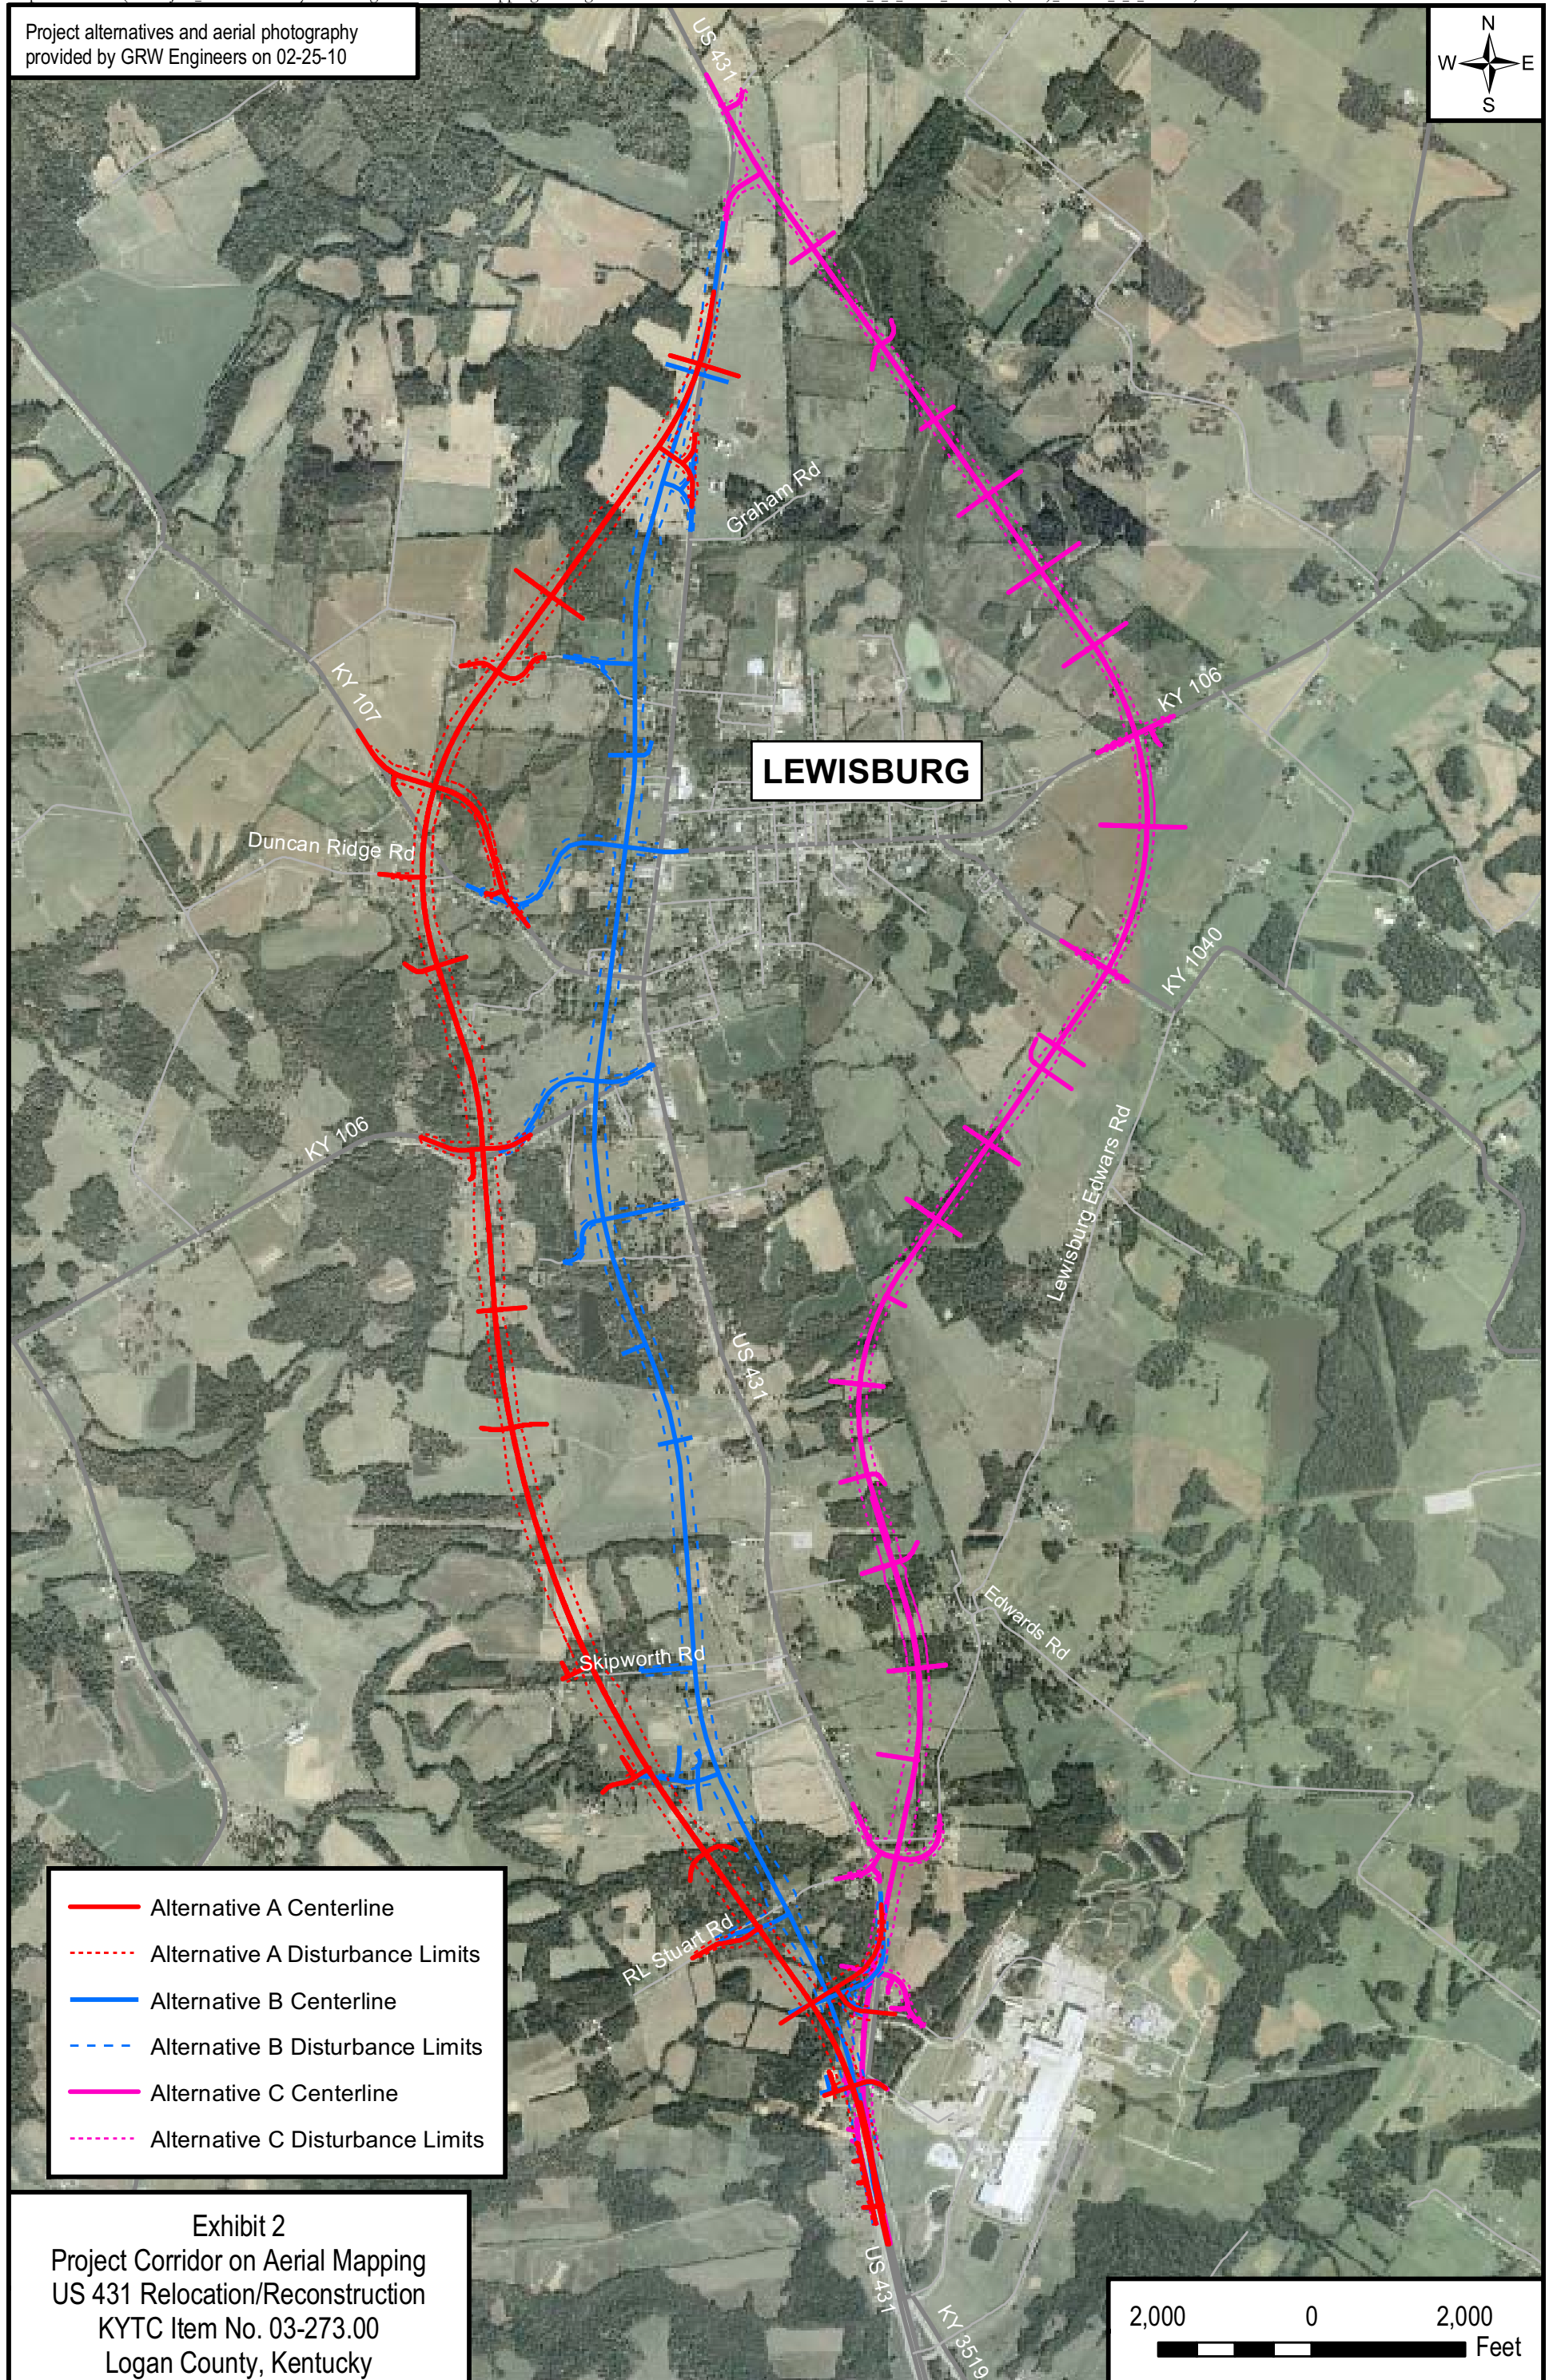 Project alternatives and aerial photography
provided by GRW Engineers on 02-25-10
N
W
E
S
US 431
Graham Rd
KY 107
KY 106
LEWISBURG
Duncan Ridge Rd
KY 1040
KY 106
Lewisburg Edwars Rd
US 431
Edwards Rd
Skipworth Rd
RL Stuart Rd
Alternative A Centerline
Alternative A Disturbance Limits
Alternative B Centerline
Alternative B Disturbance Limits
Alternative C Centerline
Alternative C Disturbance Limits
Exhibit 2
Project Corridor on Aerial Mapping
US 431 Relocation/Reconstruction
KYTC Item No. 03-273.00
Logan County, Kentucky
US 431
KY 3519
2,000 0 2,000
Feet